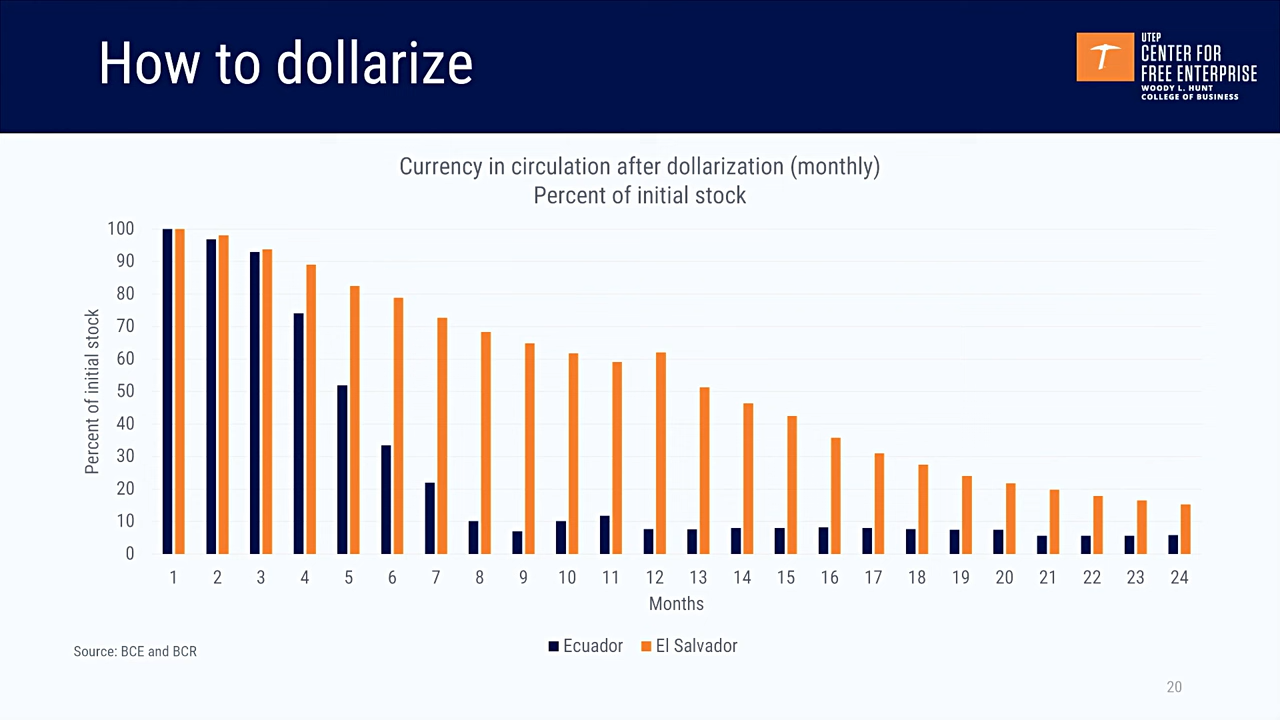 How to dollarize
UTEP
CENTER FOR
FREE ENTERPRISE
WOODY L. HUNT
COLLEGE OF BUSINESS
Currency in circulation after dollarization (monthly)
Percent of initial stock
Percent of initial stock
100
90
80
70
60
50
40
30
20
10
0
1 2 3 4 5 6 7 8 9 10 11 12 13 14 15 16 17 18 19 20 21 22 23 24
Months
Ecuador El Salvador
Source: BCE and BCR
20